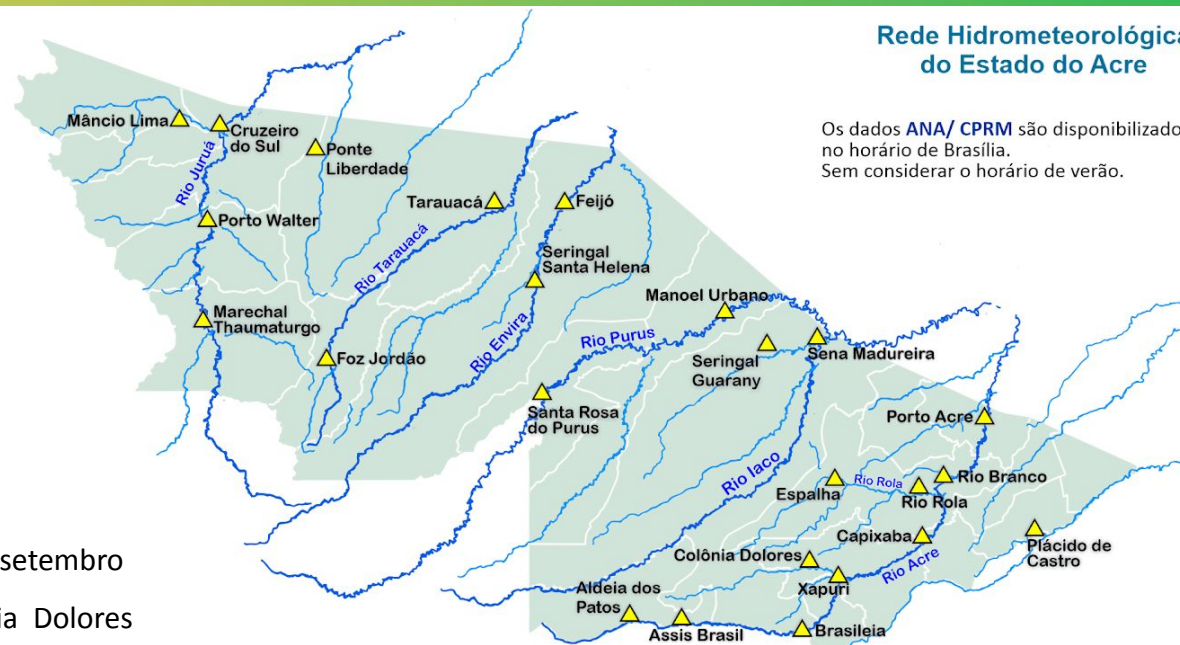 Rede Hidrometeorológica
do Estado do Acre
Os dados ANA/ CPRM são disponibilizado
no horário de Brasília.
Sem considerar o horário de verão.
Mâncio Lima
Cruzeiro
do Sul
Ponte
Liberdade
Rio Juruá
Porto Walter
Tarauacá
Feijó
Rio Tarauacá
Seringal
Santa Helena
Marechal
Thaumaturgo
Foz Jordão
Rio Envira
Manoel Urbano
Rio Purus
Seringal
Guarany
Sena Madureira
Santa Rosa
do Purus
Porto Acre
Rio Iaco
Espalha
Rio Rola
Rio Rola
Rio Branco
Capixaba
Plácido de
Castro
Colônia Dolores
Rio Acre
Xapuri
Aldeia dos
Patos
Assis Brasil
Brasileia
setembro
ia Dolores